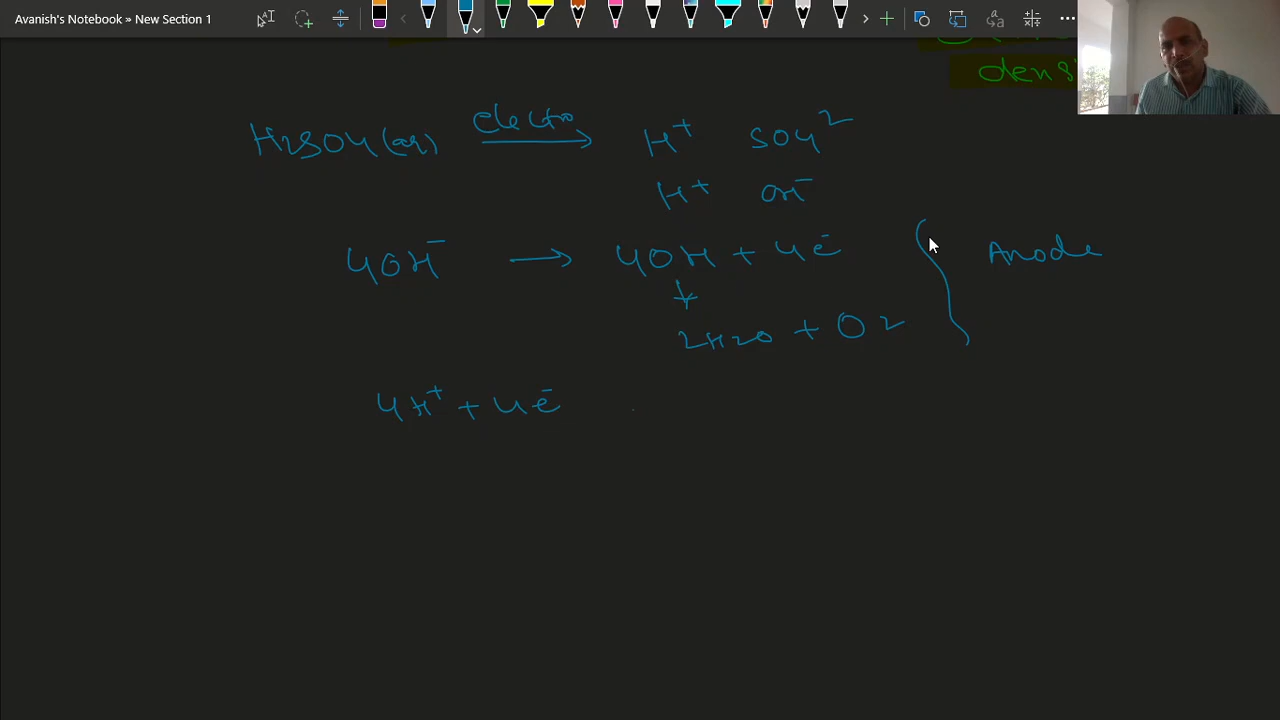 Avanish's Notebook » New Section 1
dens
H2SO4(aq) electro → H+ SO4 2
H+ OH-
4OH- → 4OH + 4e- Anode
↓
2H2O + O2
4H+ + 4e-